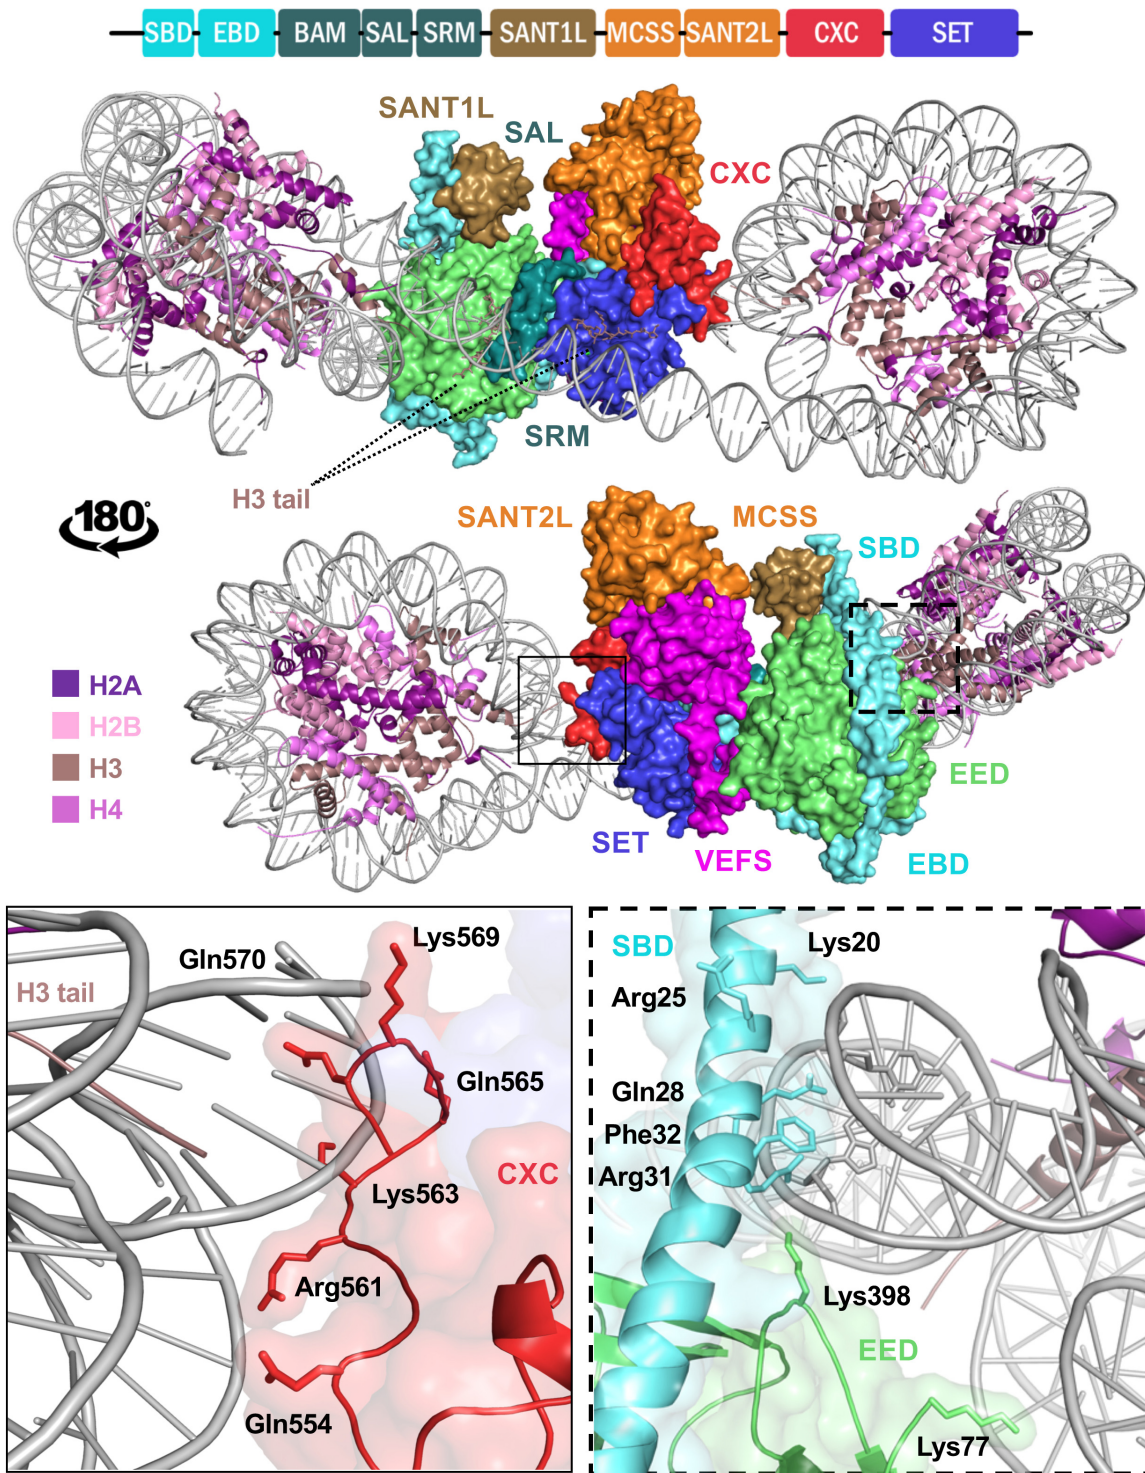 SBD EBD BAM SAL SRM SANT1L MCSS SANT2L CXC SET
SANT1L
SAL
CXC
SRM
H3 tail
180°
SANT2L
MCSS
SBD
H2A
H2B
H3
H4
EED
SET
VEFS
EBD
Lys569
Gln570
H3 tail
Gln565
CXC
Lys563
Arg561
Gln554
SBD
Lys20
Arg25
Gln28
Phe32
Arg31
Lys398
EED
Lys77